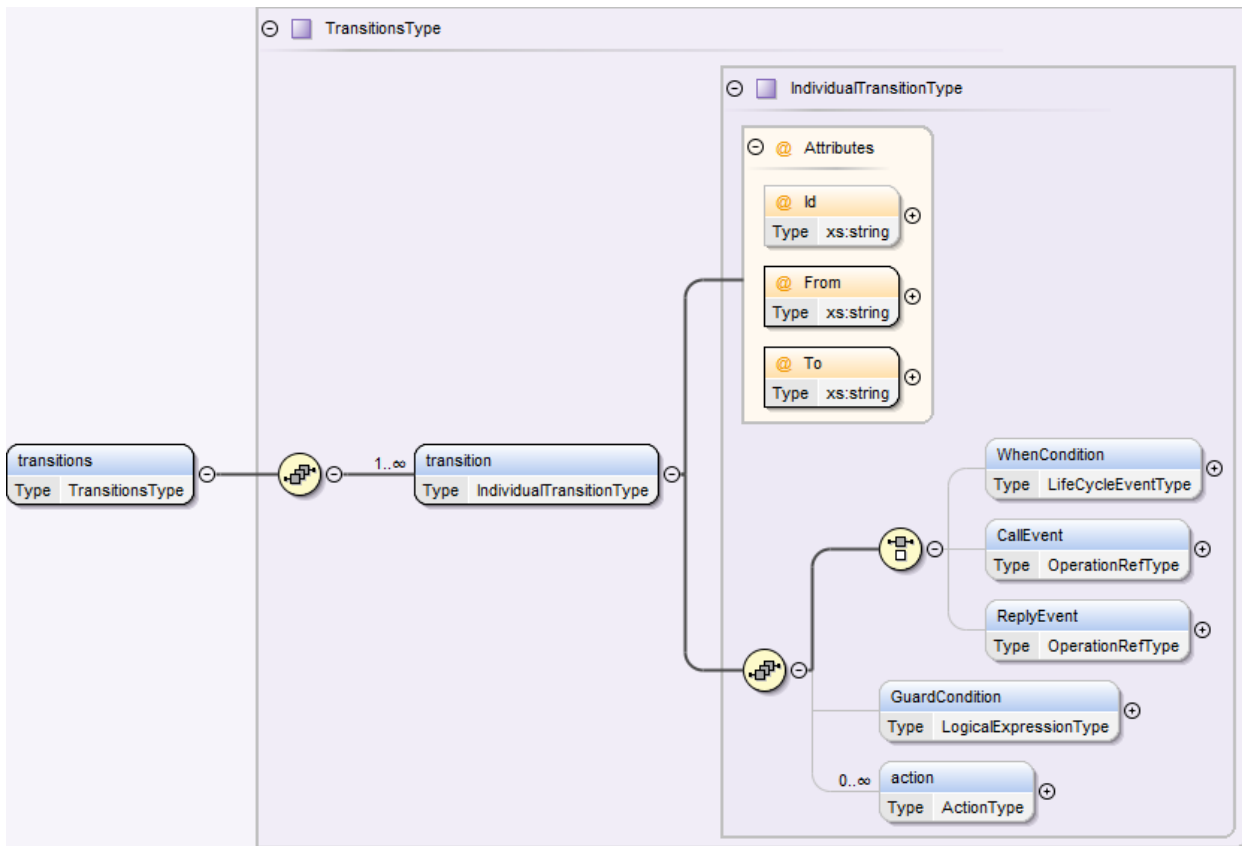 TransitionsType
IndividualTransitionType
@ Attributes
@ Id
Type xs:string
@ From
Type xs:string
@ To
Type xs:string
transitions
Type TransitionsType
1..∞
transition
Type IndividualTransitionType
WhenCondition
Type LifeCycleEventType
CallEvent
Type OperationRefType
ReplyEvent
Type OperationRefType
GuardCondition
Type LogicalExpressionType
0..∞
action
Type ActionType